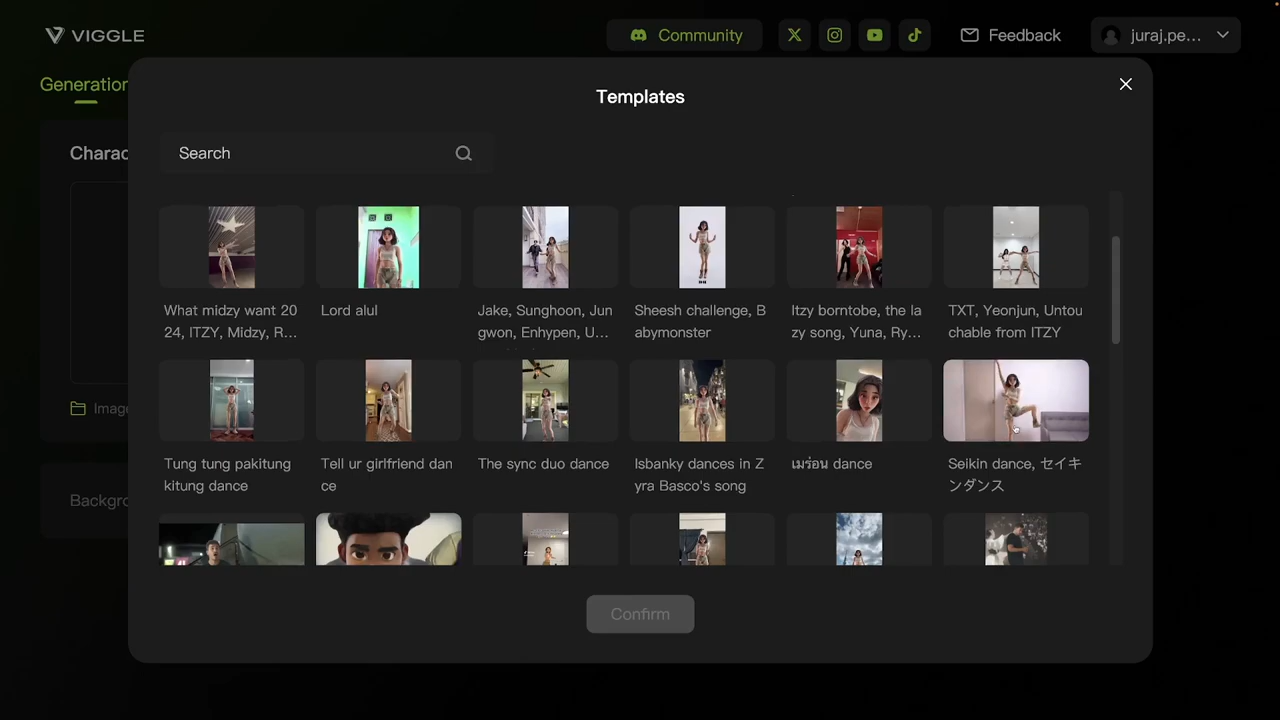 VIGGLE
Community
Feedback
juraj.pe...
Generation
Templates
Charac
Search
What midzy want 20
24, ITZY, Midzy, R...
Lord alul
Jake, Sunghoon, Jun
gwon, Enhypen, U...
Sheesh challenge, B
abymonster
Itzy borntobe, the la
zy song, Yuna, Ry...
TXT, Yeonjun, Untou
chable from ITZY
Image
Tung tung pakitung
kitung dance
Tell ur girlfriend dan
ce
The sync duo dance
Isbanky dances in Z
yra Basco's song
เมร่อน dance
Seikin dance, セイキ
ンダンス
Backgro
Confirm